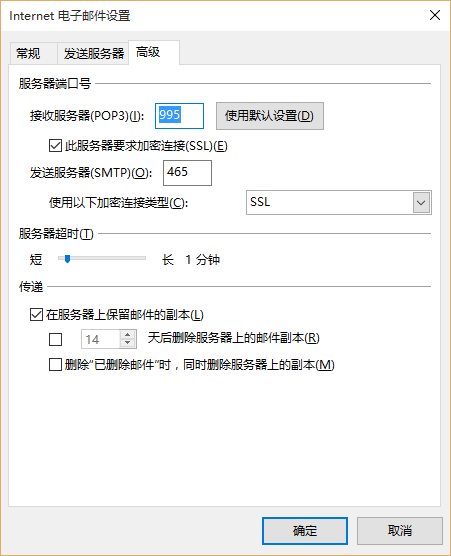 Internet 电子邮件设置
常规 发送服务器 高级
服务器端口号
接收服务器(POP3)(I): 995 使用默认设置(D)
此服务器要求加密连接(SSL)(E)
发送服务器(SMTP)(O): 465
使用以下加密连接类型(C): SSL
服务器超时(T)
短 长 1 分钟
传递
在服务器上保留邮件的副本(L)
14 天后删除服务器上的邮件副本(R)
删除“已删除邮件”时，同时删除服务器上的副本(M)
确定 取消